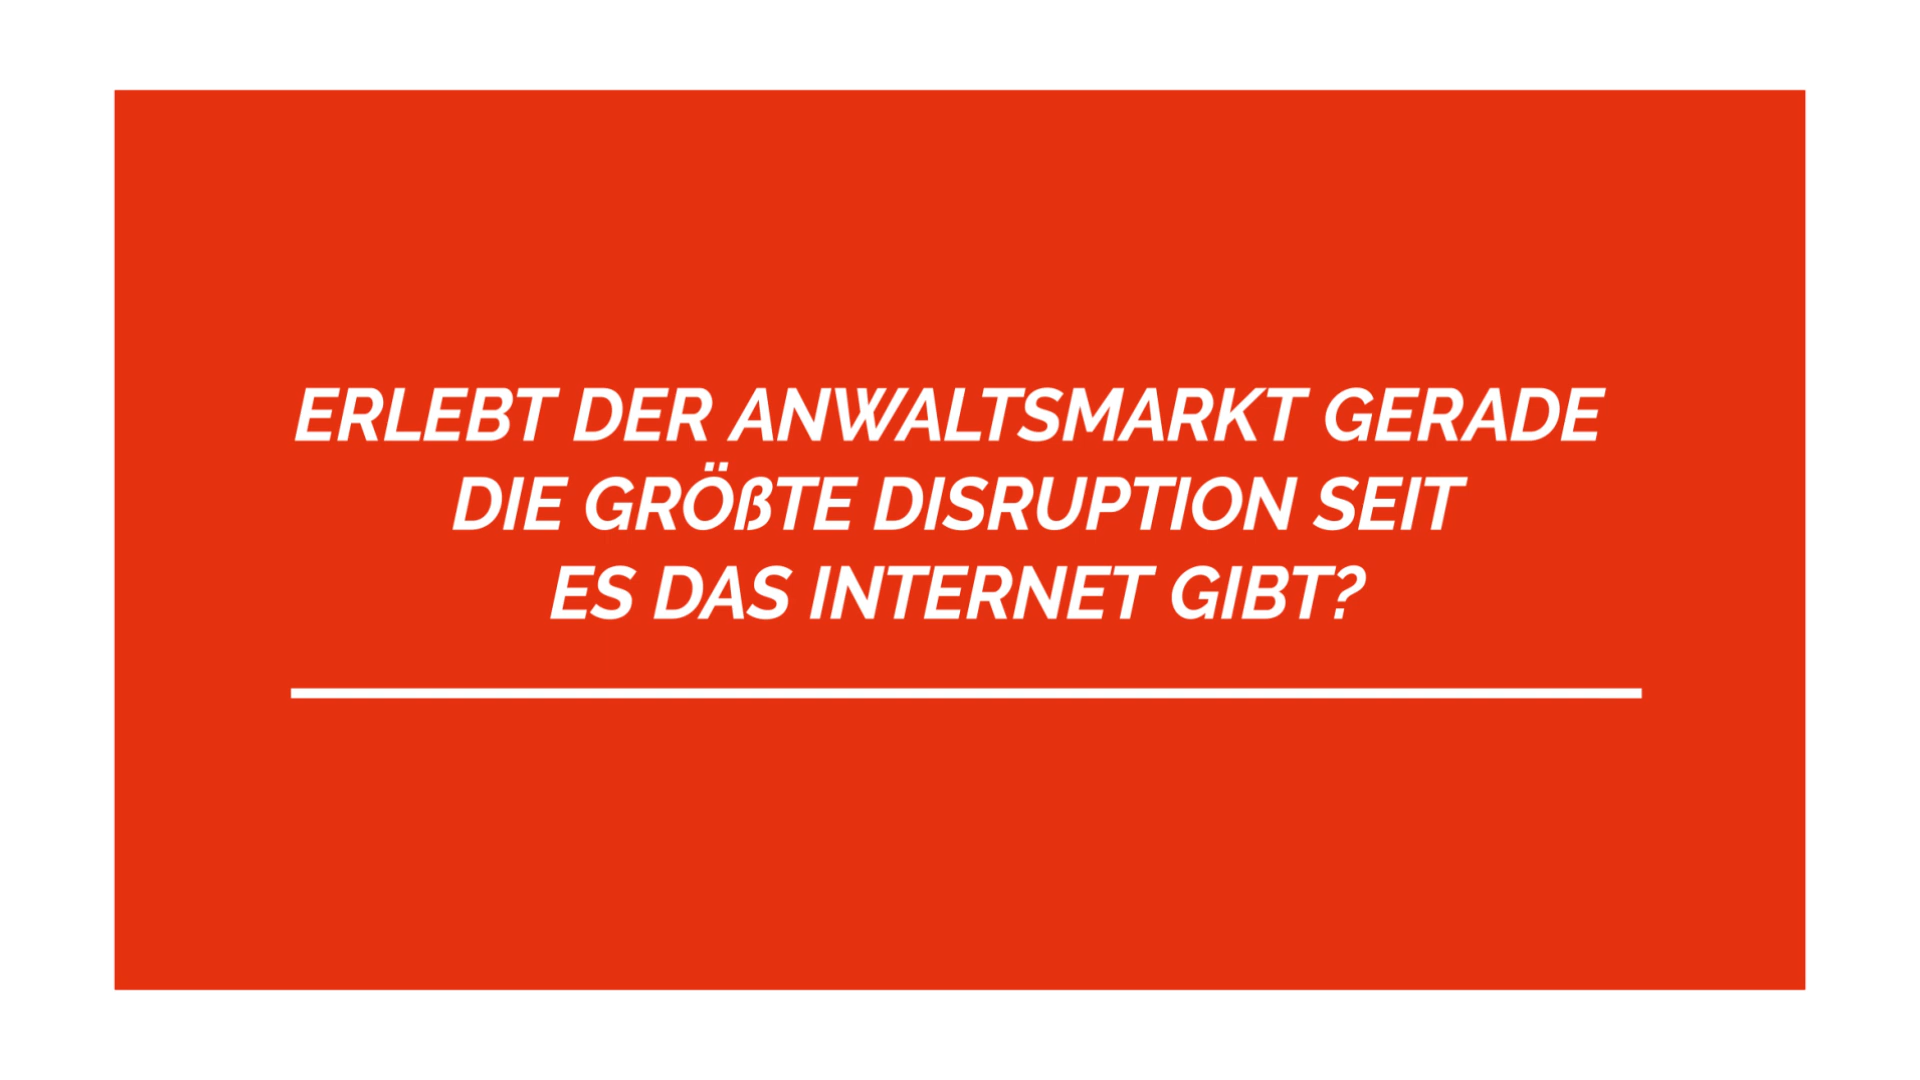 ERLEBT DER ANWALTSMARKT GERADE
DIE GRÖßTE DISRUPTION SEIT
ES DAS INTERNET GIBT?